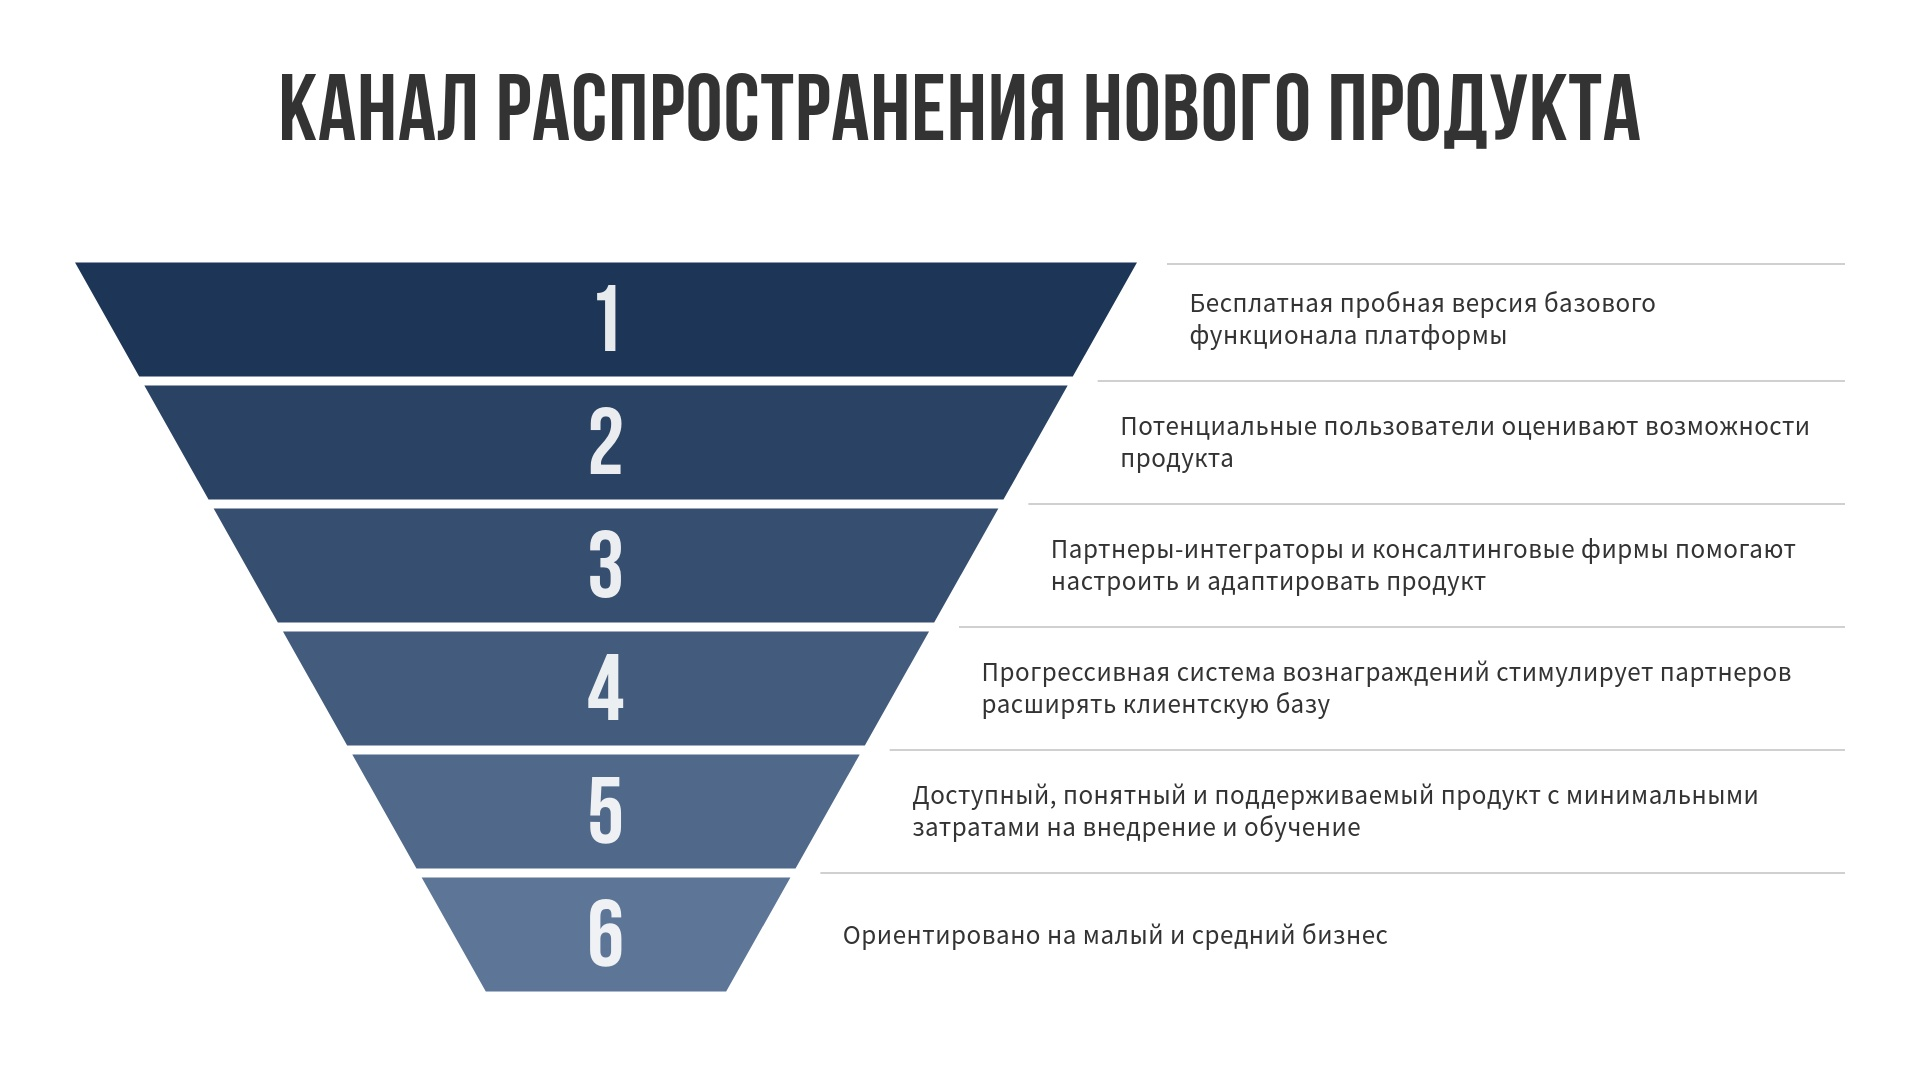 КАНАЛ РАСПРОСТРАНЕНИЯ НОВОГО ПРОДУКТА
1
Бесплатная пробная версия базового
функционала платформы
2
Потенциальные пользователи оценивают возможности
продукта
3
Партнеры-интеграторы и консалтинговые фирмы помогают
настроить и адаптировать продукт
4
Прогрессивная система вознаграждений стимулирует партнеров
расширять клиентскую базу
5
Доступный, понятный и поддерживаемый продукт с минимальными
затратами на внедрение и обучение
6
Ориентировано на малый и средний бизнес